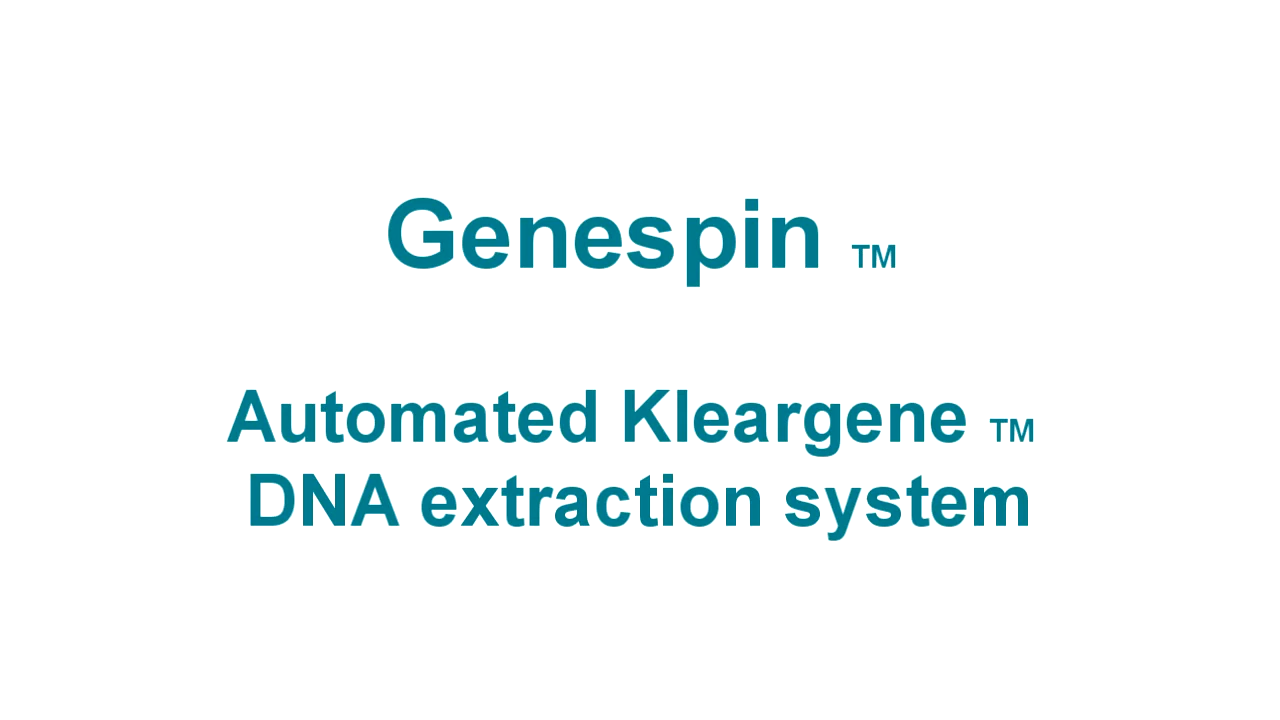 Genespin TM
Automated Kleargene TM
DNA extraction system